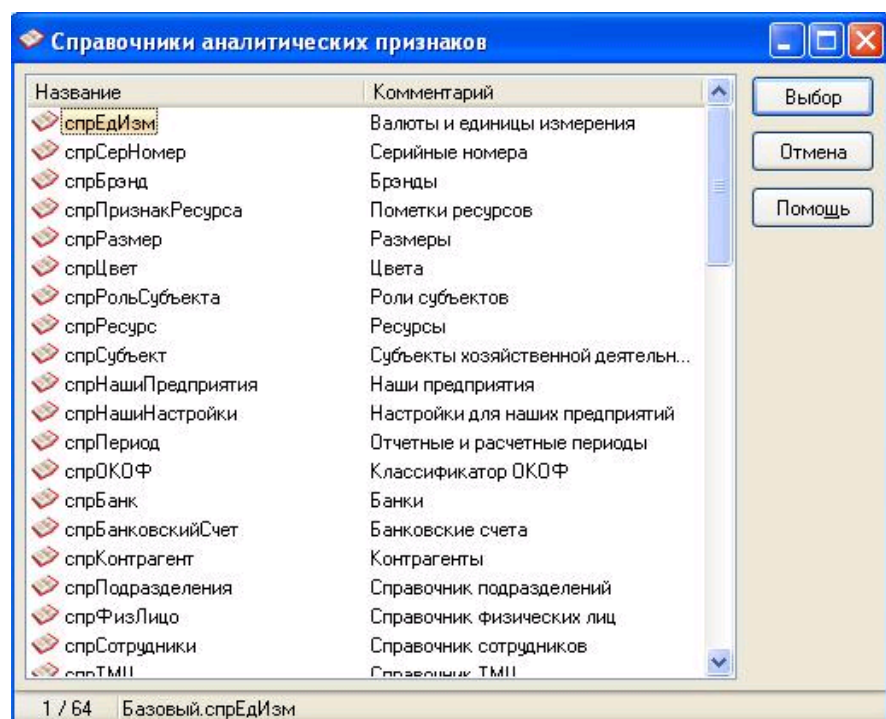 Справочники аналитических признаков
Название Комментарий
спрЕдИзм Валюты и единицы измерения
спрСерНомер Серийные номера
спрБрэнд Брэнды
спрПризнакРесурса Пометки ресурсов
спрРазмер Размеры
спрЦвет Цвета
спрРольСубъекта Роли субъектов
спрРесурс Ресурсы
спрСубъект Субъекты хозяйственной деятельн...
спрНашиПредприятия Наши предприятия
спрНашиНастройки Настройки для наших предприятий
спрПериод Отчетные и расчетные периоды
спрОКОФ Классификатор ОКОФ
спрБанк Банки
спрБанковскийСчет Банковские счета
спрКонтрагент Контрагенты
спрПодразделения Справочник подразделений
спрФизЛицо Справочник физических лиц
спрСотрудники Справочник сотрудников
спрТМЦ Справочник ТМЦ
Выбор
Отмена
Помощь
1 / 64 Базовый.спрЕдИзм